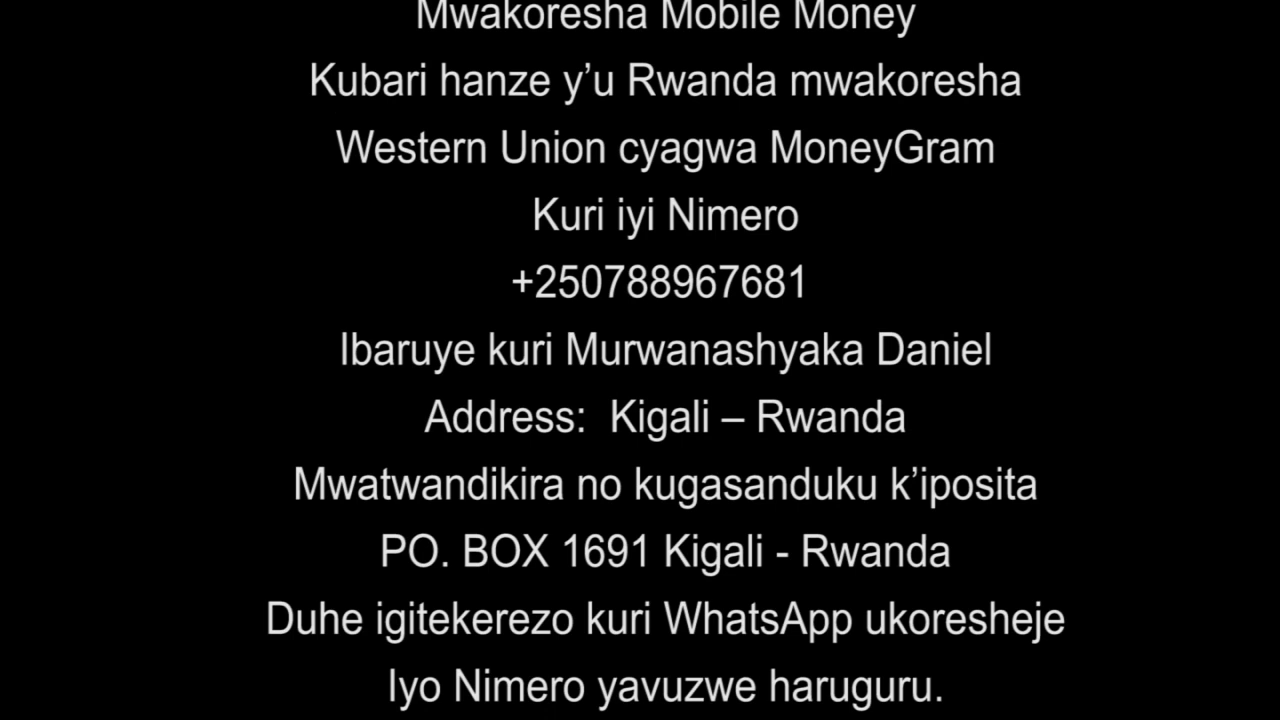 Mwakoresha Mobile Money
Kubari hanze y’u Rwanda mwakoresha
Western Union cyagwa MoneyGram
Kuri iyi Nimero
+250788967681
Ibaruye kuri Murwanashyaka Daniel
Address:  Kigali – Rwanda
Mwatwandikira no kugasanduku k’iposita
PO. BOX 1691 Kigali - Rwanda
Duhe igitekerezo kuri WhatsApp ukoresheje
Iyo Nimero yavuzwe haruguru.